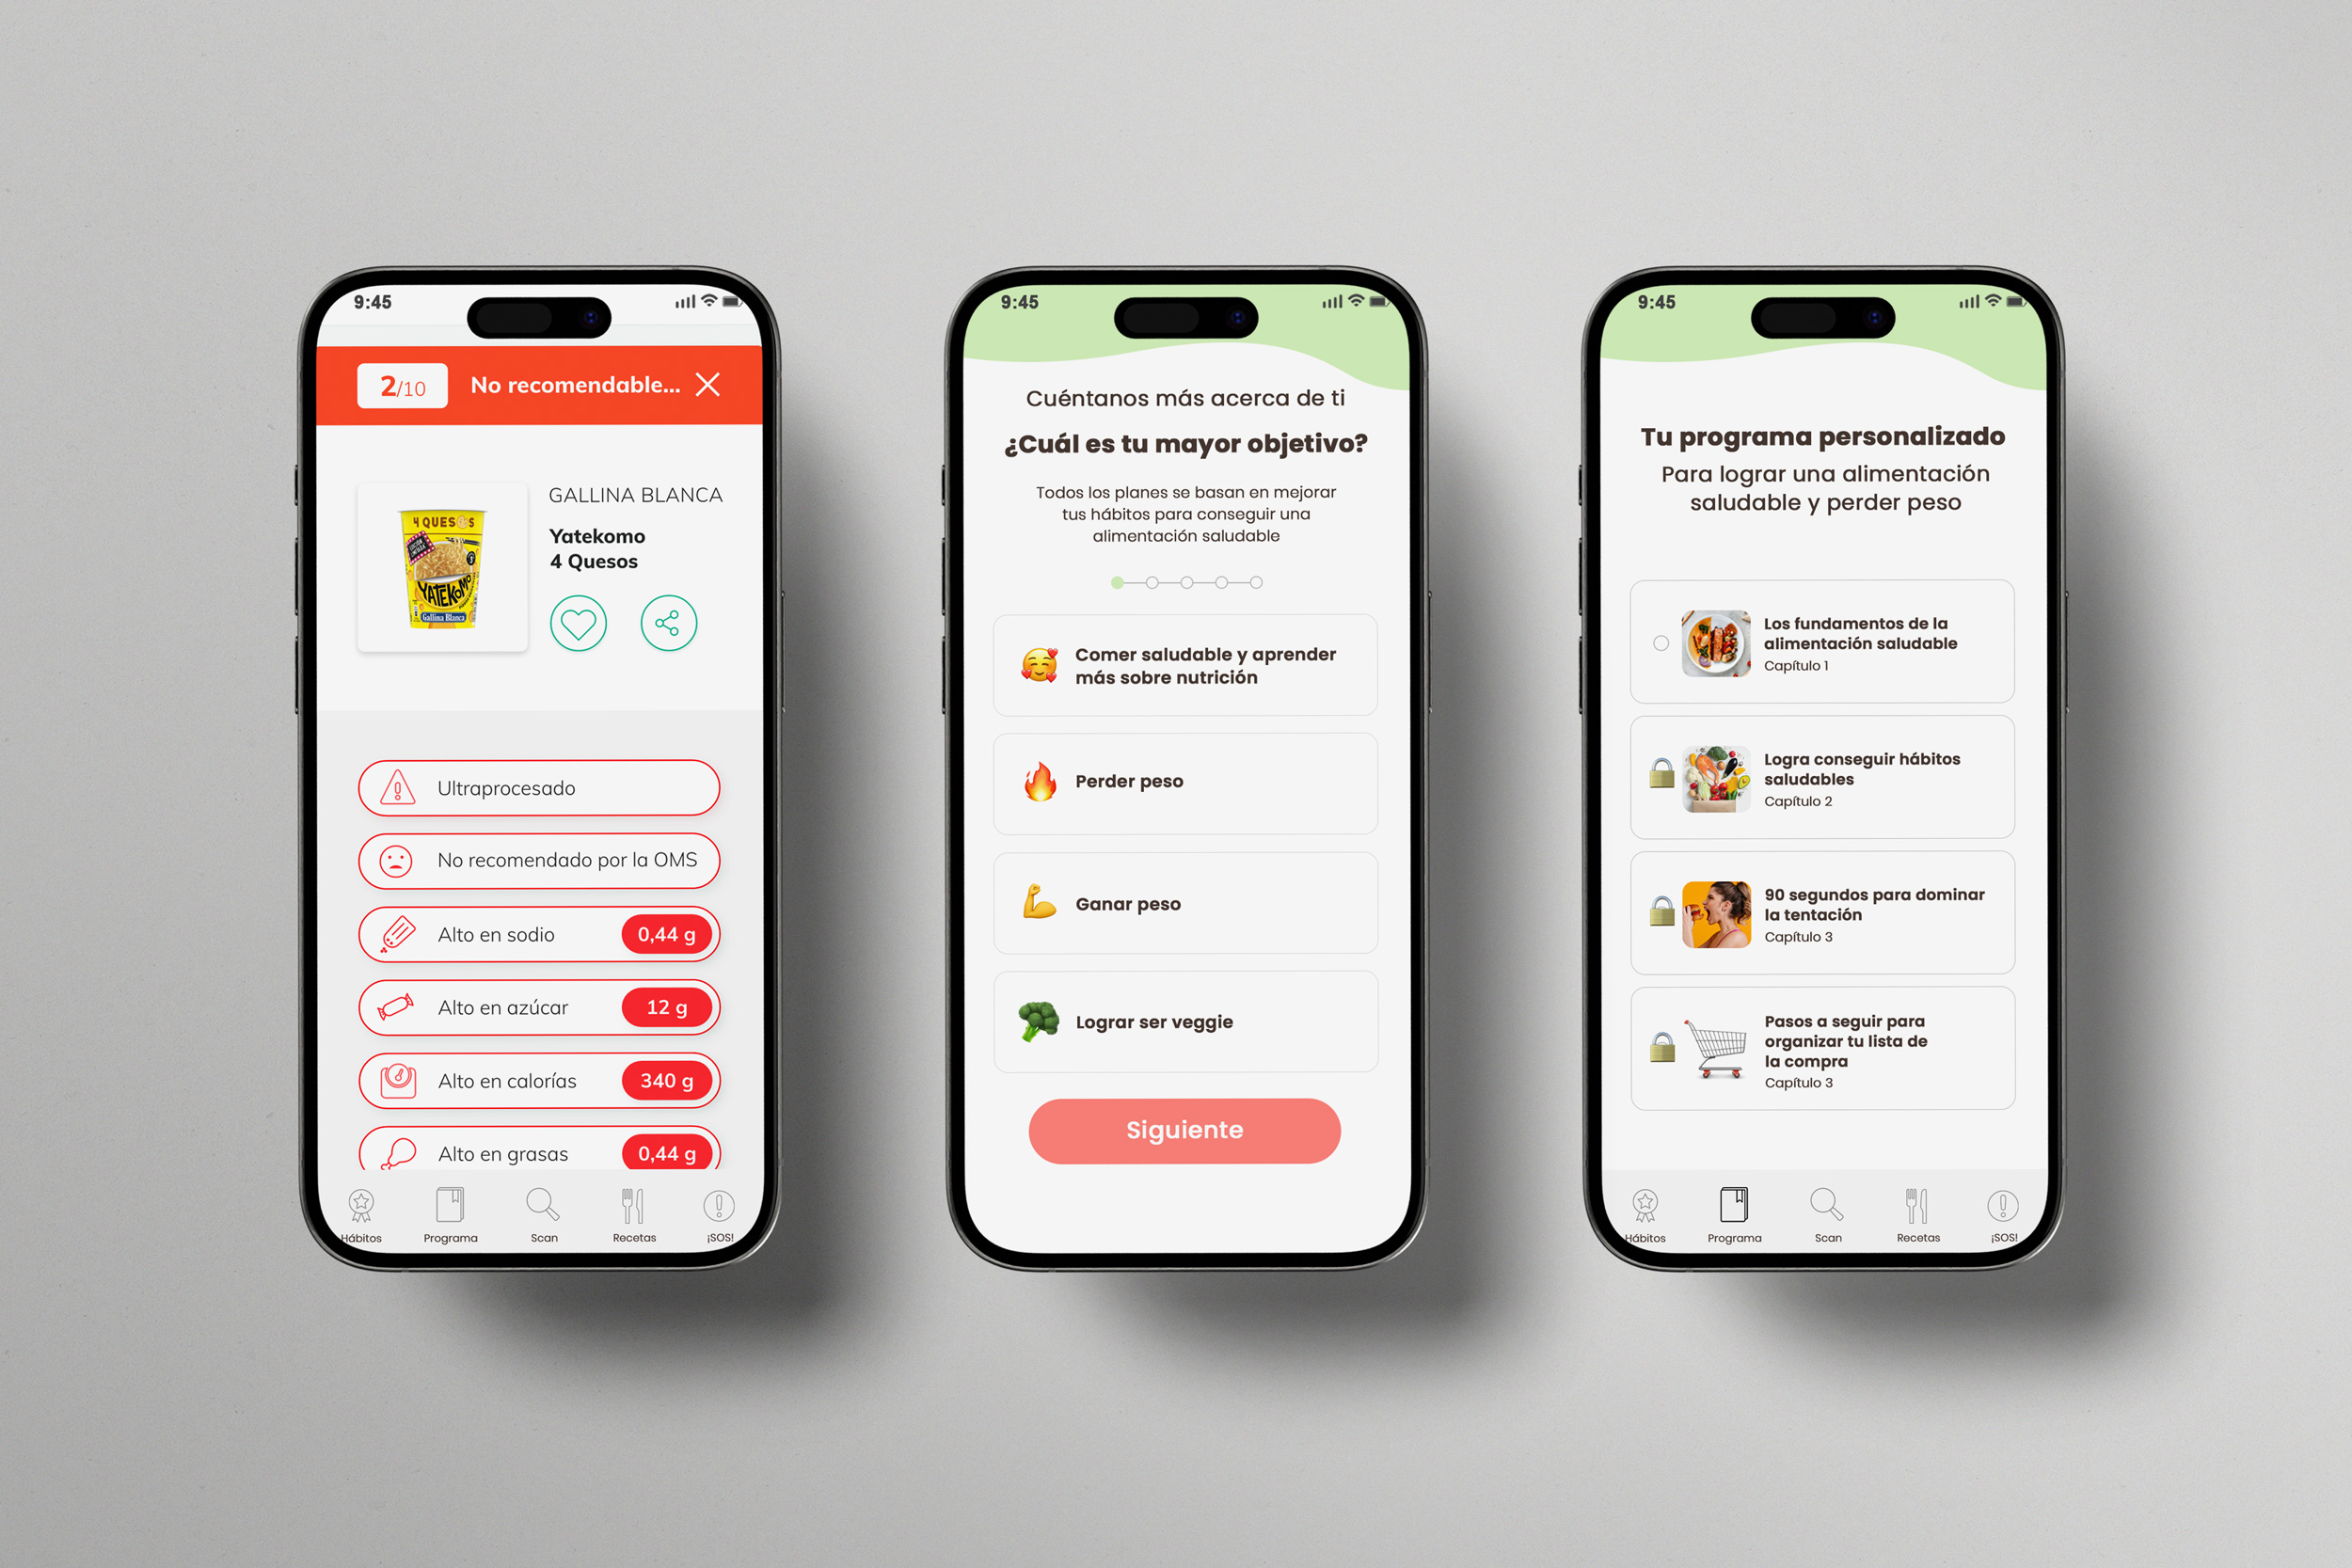 9:45
2/10
No recomendable...
GALLINA BLANCA
Yatekomo
4 Quesos
4 QUESOS
YATEKOMO
Gallina Blanca
Ultraprocesado
No recomendado por la OMS
Alto en sodio
0,44 g
Alto en azúcar
12 g
Alto en calorías
340 g
Alto en grasas
0,44 g
Hábitos
Programa
Scan
Recetas
¡SOS!
9:45
Cuéntanos más acerca de ti
¿Cuál es tu mayor objetivo?
Todos los planes se basan en mejorar
tus hábitos para conseguir una
alimentación saludable
Comer saludable y aprender
más sobre nutrición
Perder peso
Ganar peso
Lograr ser veggie
Siguiente
9:45
Tu programa personalizado
Para lograr una alimentación
saludable y perder peso
Los fundamentos de la
alimentación saludable
Capítulo 1
Logra conseguir hábitos
saludables
Capítulo 2
90 segundos para dominar
la tentación
Capítulo 3
Pasos a seguir para
organizar tu lista de
la compra
Capítulo 3
Hábitos
Programa
Scan
Recetas
¡SOS!